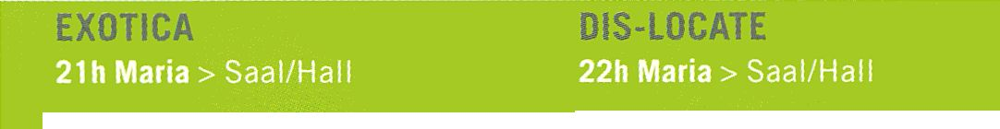 EXOTICA
21h Maria > Saal/Hall
DIS-LOCATE
22h Maria > Saal/Hall